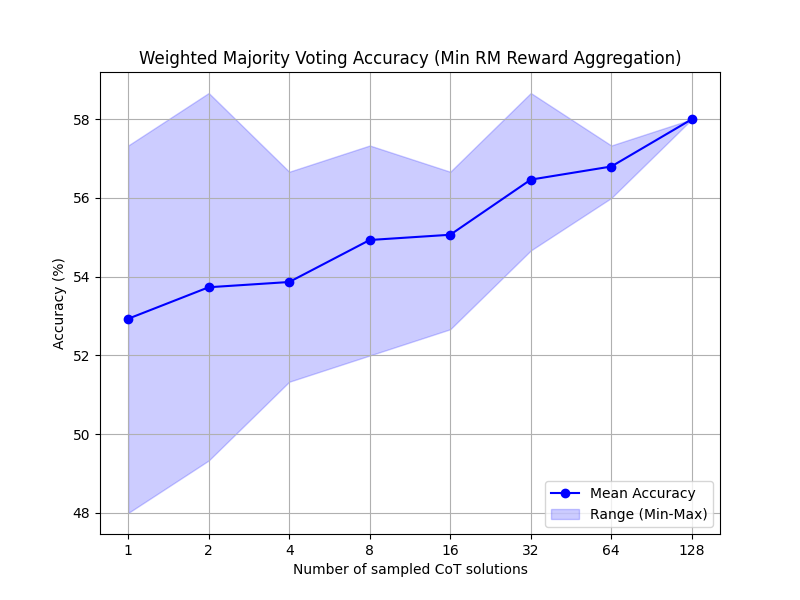 Weighted Majority Voting Accuracy (Min RM Reward Aggregation)
58
56
54
52
50
48
Accuracy (%)
1 2 4 8 16 32 64 128
Number of sampled CoT solutions
Mean Accuracy
Range (Min-Max)